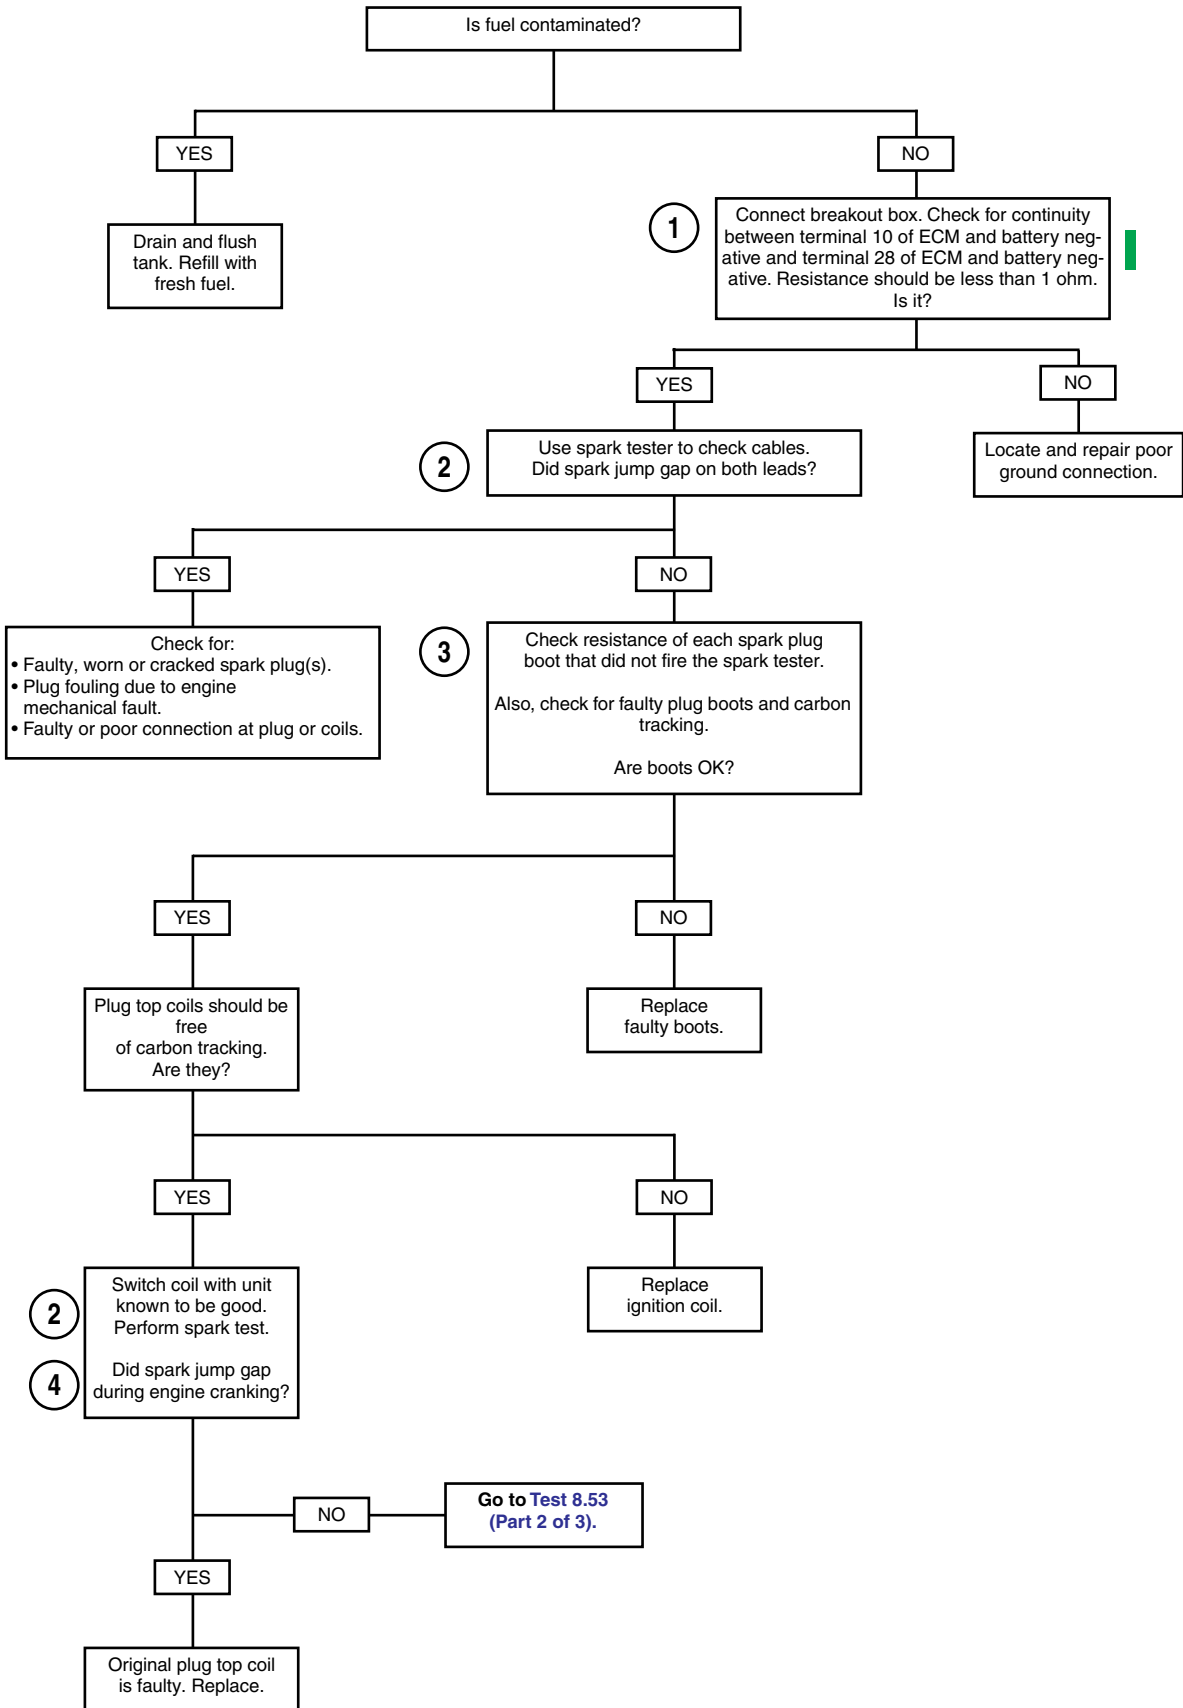 Is fuel contaminated?
YES
NO
Drain and flush
tank. Refill with
fresh fuel.
1
Connect breakout box. Check for continuity
between terminal 10 of ECM and battery neg-
ative and terminal 28 of ECM and battery neg-
ative. Resistance should be less than 1 ohm.
Is it?
YES
NO
2
Use spark tester to check cables.
Did spark jump gap on both leads?
Locate and repair poor
ground connection.
YES
NO
Check for:
• Faulty, worn or cracked spark plug(s).
• Plug fouling due to engine
mechanical fault.
• Faulty or poor connection at plug or coils.
3
Check resistance of each spark plug
boot that did not fire the spark tester.
Also, check for faulty plug boots and carbon
tracking.
Are boots OK?
YES
NO
Plug top coils should be
free
of carbon tracking.
Are they?
Replace
faulty boots.
YES
NO
2
4
Switch coil with unit
known to be good.
Perform spark test.
Did spark jump gap
during engine cranking?
Replace
ignition coil.
NO
Go to Test 8.53
(Part 2 of 3).
YES
Original plug top coil
is faulty. Replace.